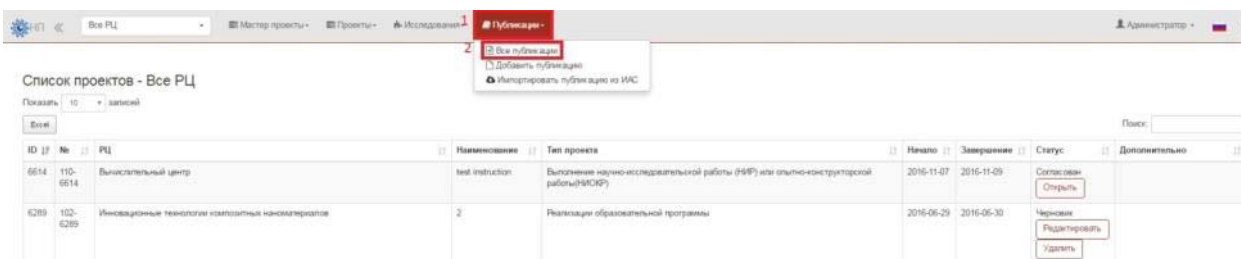 НП Все РЦ Мастер проекты Проекты Исследования 1 Публикации Администратор
2 Все публикации
Добавить публикацию
Импортировать публикацию из ИАС
Список проектов - Все РЦ
Показать 10 записей
Excel Поиск:
ID № РЦ Наименование Тип проекта Начало Завершение Статус Дополнительно
6614 110- Вычислительный центр test instruction Выполнение научно-исследовательской работы (НИР) или опытно-конструкторской 2016-11-07 2016-11-09 Согласован
6614 работы(НИОКР) Открыть
6289 102- Инновационные технологии композитных наноматериалов 2 Реализации образовательной программы 2016-06-29 2016-06-30 Черновик
6289 Редактировать
Удалить